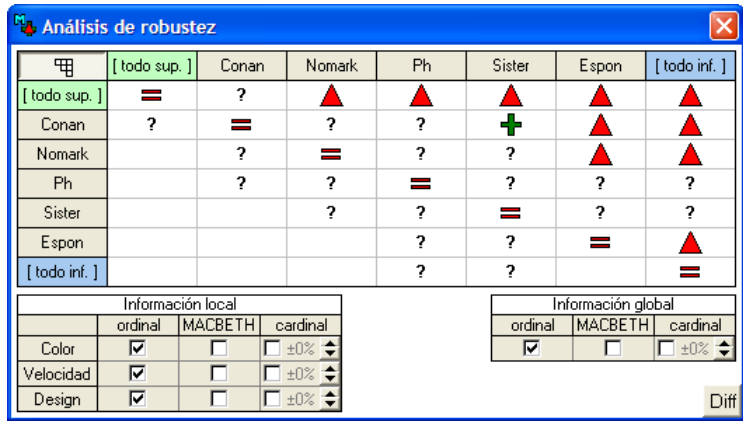 Análisis de robustez
[ todo sup. ] Conan Nomark Ph Sister Espon [ todo inf. ]
[ todo sup. ] = ?
Conan ? = ? ? +
Nomark ? = ? ?
Ph ? ? = ? ? ?
Sister ? ? = ? ?
Espon ? ? =
[ todo inf. ] ? ? =
Información local Información global
ordinal MACBETH cardinal ordinal MACBETH cardinal
Color ±0% ±0%
Velocidad ±0%
Design ±0% Diff